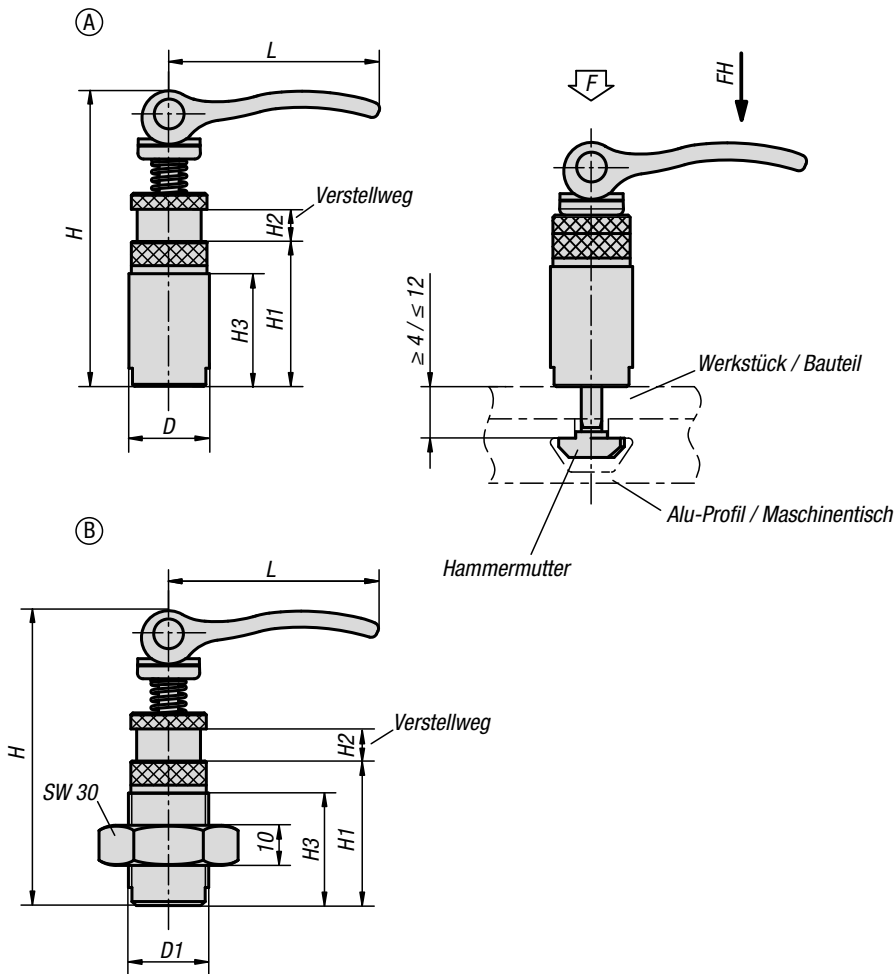 A
L
F
FH
H
Verstellweg
H2
H1
H3
≥ 4 / ≤ 12
D
Werkstück / Bauteil
Alu-Profil / Maschinentisch
Hammermutter
B
L
H
Verstellweg
H2
SW 30
10
H3
H1
D1